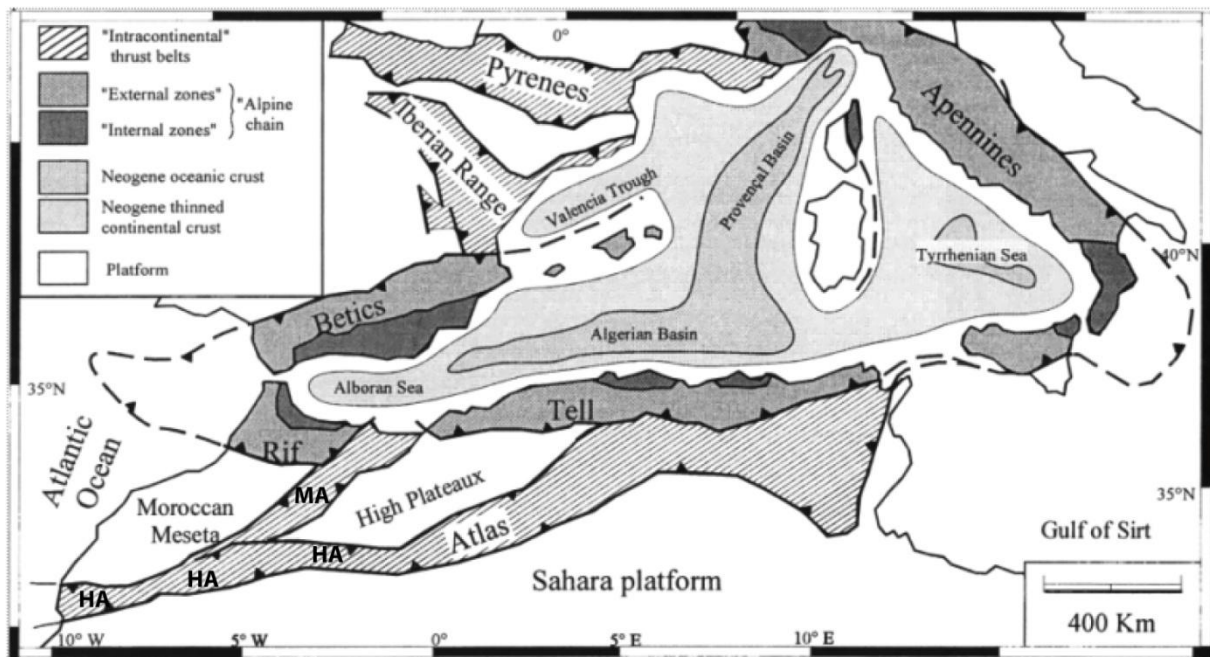 "Intracontinental"
thrust belts
"External zones"
"Internal zones"
"Alpine
chain
Neogene oceanic crust
Neogene thinned
continental crust
Platform
0°
Pyrenees
Iberian Range
Apennines
Valencia Trough
Provençal Basin
Tyrrhenian Sea
40°N
Betics
Algerian Basin
35°N
Alboran Sea
Tell
Rif
Atlantic
Ocean
MA
High Plateaux
35°N
Moroccan
Meseta
Atlas
Gulf of Sirt
HA
HA
HA
Sahara platform
400 Km
10° W
5° W
0°
5° E
10° E